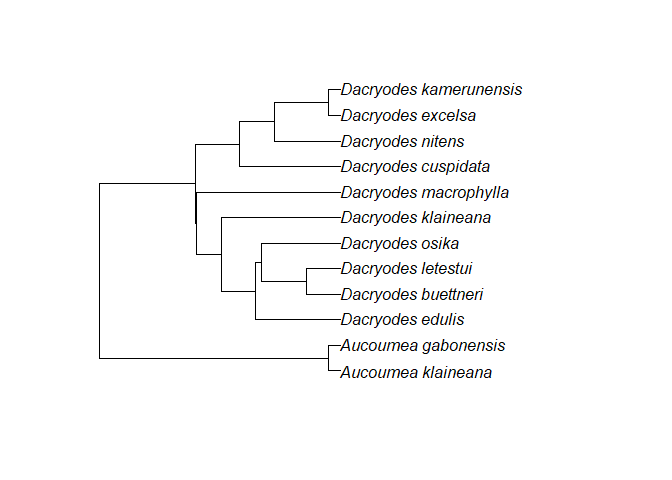 Dacryodes kamerunensis
Dacryodes excelsa
Dacryodes nitens
Dacryodes cuspidata
Dacryodes macrophylla
Dacryodes klaineana
Dacryodes osika
Dacryodes letestui
Dacryodes buettneri
Dacryodes edulis
Aucoumea gabonensis
Aucoumea klaineana